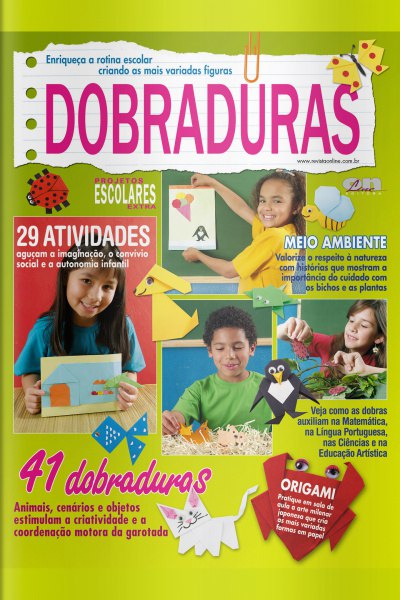 Enriqueça a rotina escolar
criando as mais variadas figuras
DOBRADURAS
www.revistaonline.com.br
PROJETOS
ESCOLARES
EXTRA
On Line
EDITORA
29 ATIVIDADES
aguçam a imaginação, o convívio
social e a autonomia infantil
MEIO AMBIENTE
Valorize o respeito à natureza
com histórias que mostram a
importância do cuidado com
os bichos e as plantas
Veja como as dobras
auxiliam na Matemática,
na Língua Portuguesa,
nas Ciências e na
Educação Artística
41 dobraduras
Animais, cenários e objetos
estimulam a criatividade e a
coordenação motora da garotada
ORIGAMI
Pratique em sala de
aula a arte milenar
japonesa que cria
as mais variadas
formas em papel